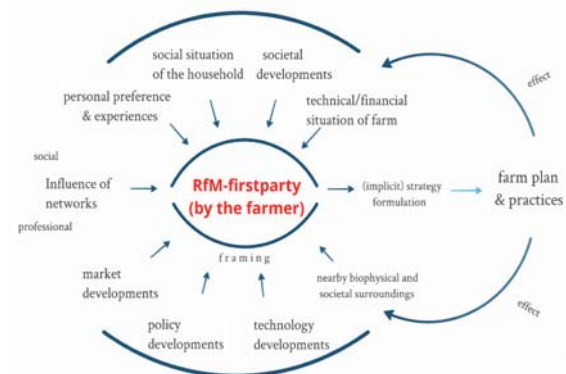 social situation
of the household
societal
developments
personal preference
& experiences
technical/financial
situation of farm
effect
social
Influence of
networks
professional
RfM-firstparty
(by the farmer)
(implicit) strategy
formulation
farm plan
& practices
framing
market
developments
nearby biophysical and
societal surroundings
policy
developments
technology
developments
effect